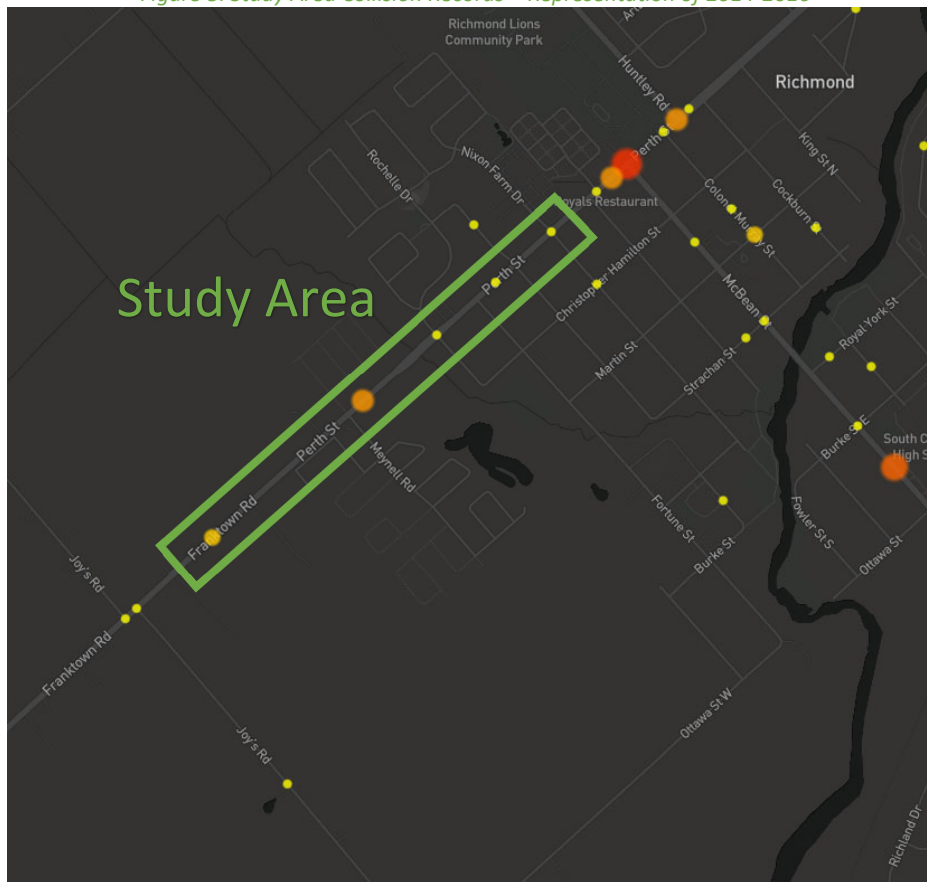 Richmond Lions
Community Park
Huntley Rd
Richmond
Perth
King St N
Nixon Farm Dr
Rochelle Dr
oyals Restaurant
Cockburn
Study Area
Perth St
Christopher Hamilton St
McBean
Royal York St
Martin St
Strachan St
Perth St
Meynell Rd
Burke St E
South C
High S
Franktown Rd
Fortune St
Fowler St S
Burke St
Ottawa St
Joy's Rd
Franktown Rd
Ottawa St W
Joy's Rd
Richland Dr